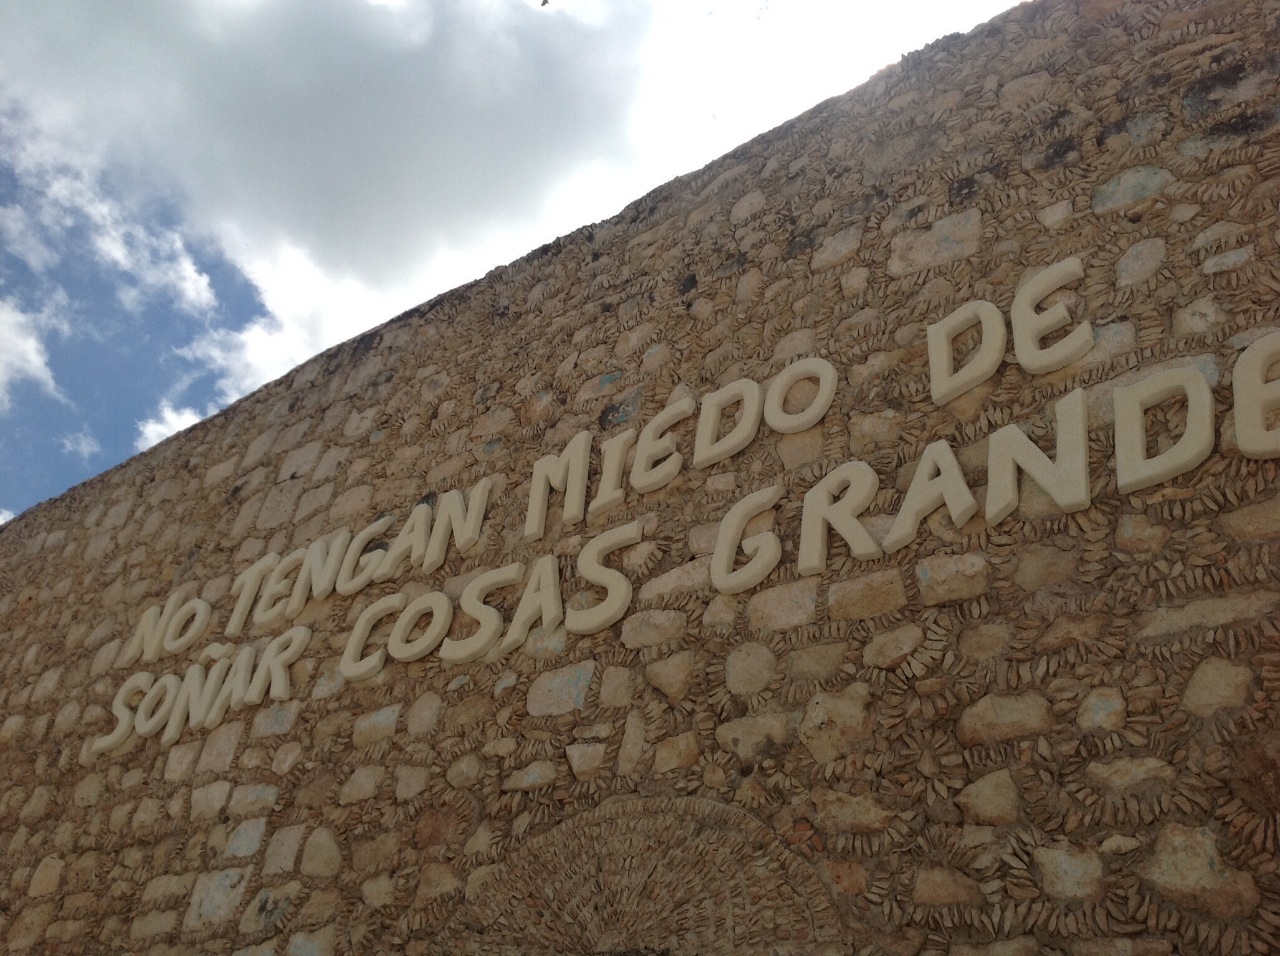 NO TENGAN MIEDO DE
SOÑAR COSAS GRANDE